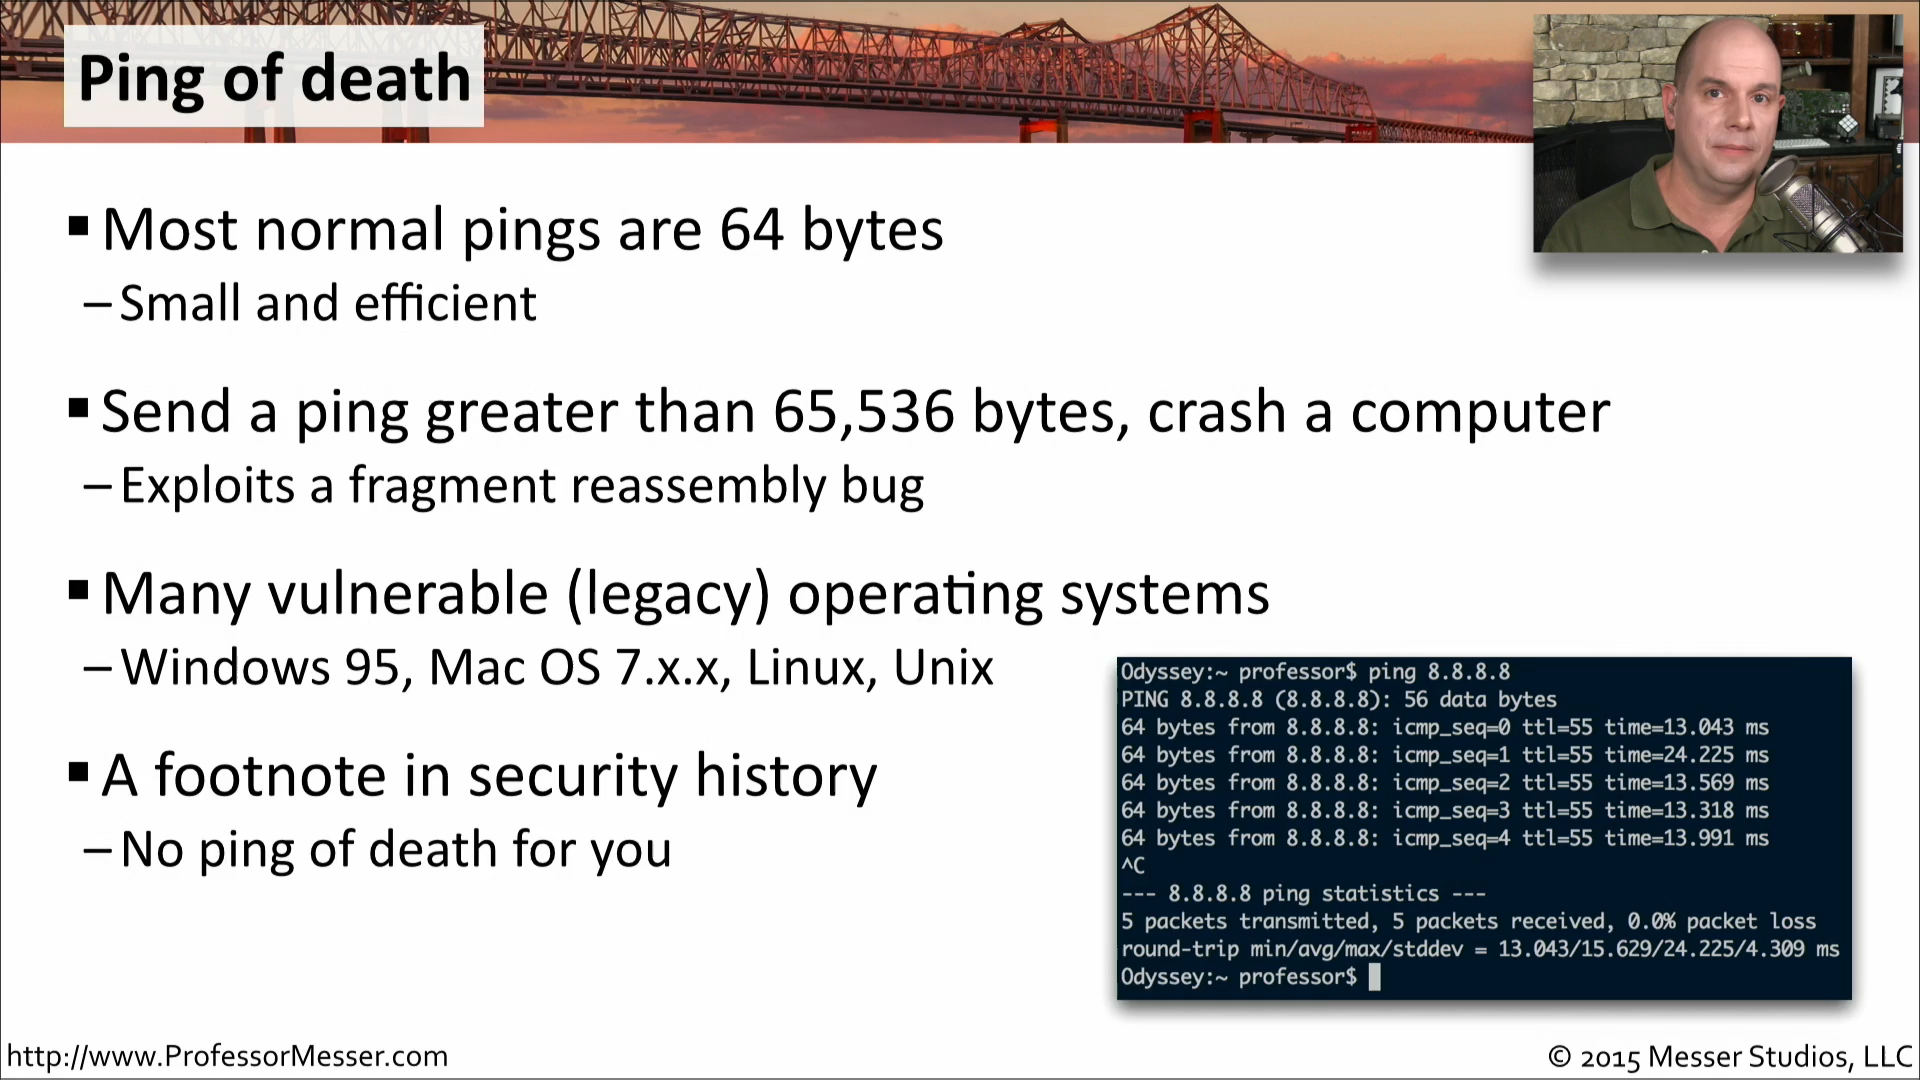 Ping of death
▪ Most normal pings are 64 bytes
– Small and efficient
▪ Send a ping greater than 65,536 bytes, crash a computer
– Exploits a fragment reassembly bug
▪ Many vulnerable (legacy) operating systems
– Windows 95, Mac OS 7.x.x, Linux, Unix
▪ A footnote in security history
– No ping of death for you
Odyssey:~ professor$ ping 8.8.8.8
PING 8.8.8.8 (8.8.8.8): 56 data bytes
64 bytes from 8.8.8.8: icmp_seq=0 ttl=55 time=13.043 ms
64 bytes from 8.8.8.8: icmp_seq=1 ttl=55 time=24.225 ms
64 bytes from 8.8.8.8: icmp_seq=2 ttl=55 time=13.569 ms
64 bytes from 8.8.8.8: icmp_seq=3 ttl=55 time=13.318 ms
64 bytes from 8.8.8.8: icmp_seq=4 ttl=55 time=13.991 ms
^C
--- 8.8.8.8 ping statistics ---
5 packets transmitted, 5 packets received, 0.0% packet loss
round-trip min/avg/max/stddev = 13.043/15.629/24.225/4.309 ms
Odyssey:~ professor$
http://www.ProfessorMesser.com
© 2015 Messer Studios, LLC